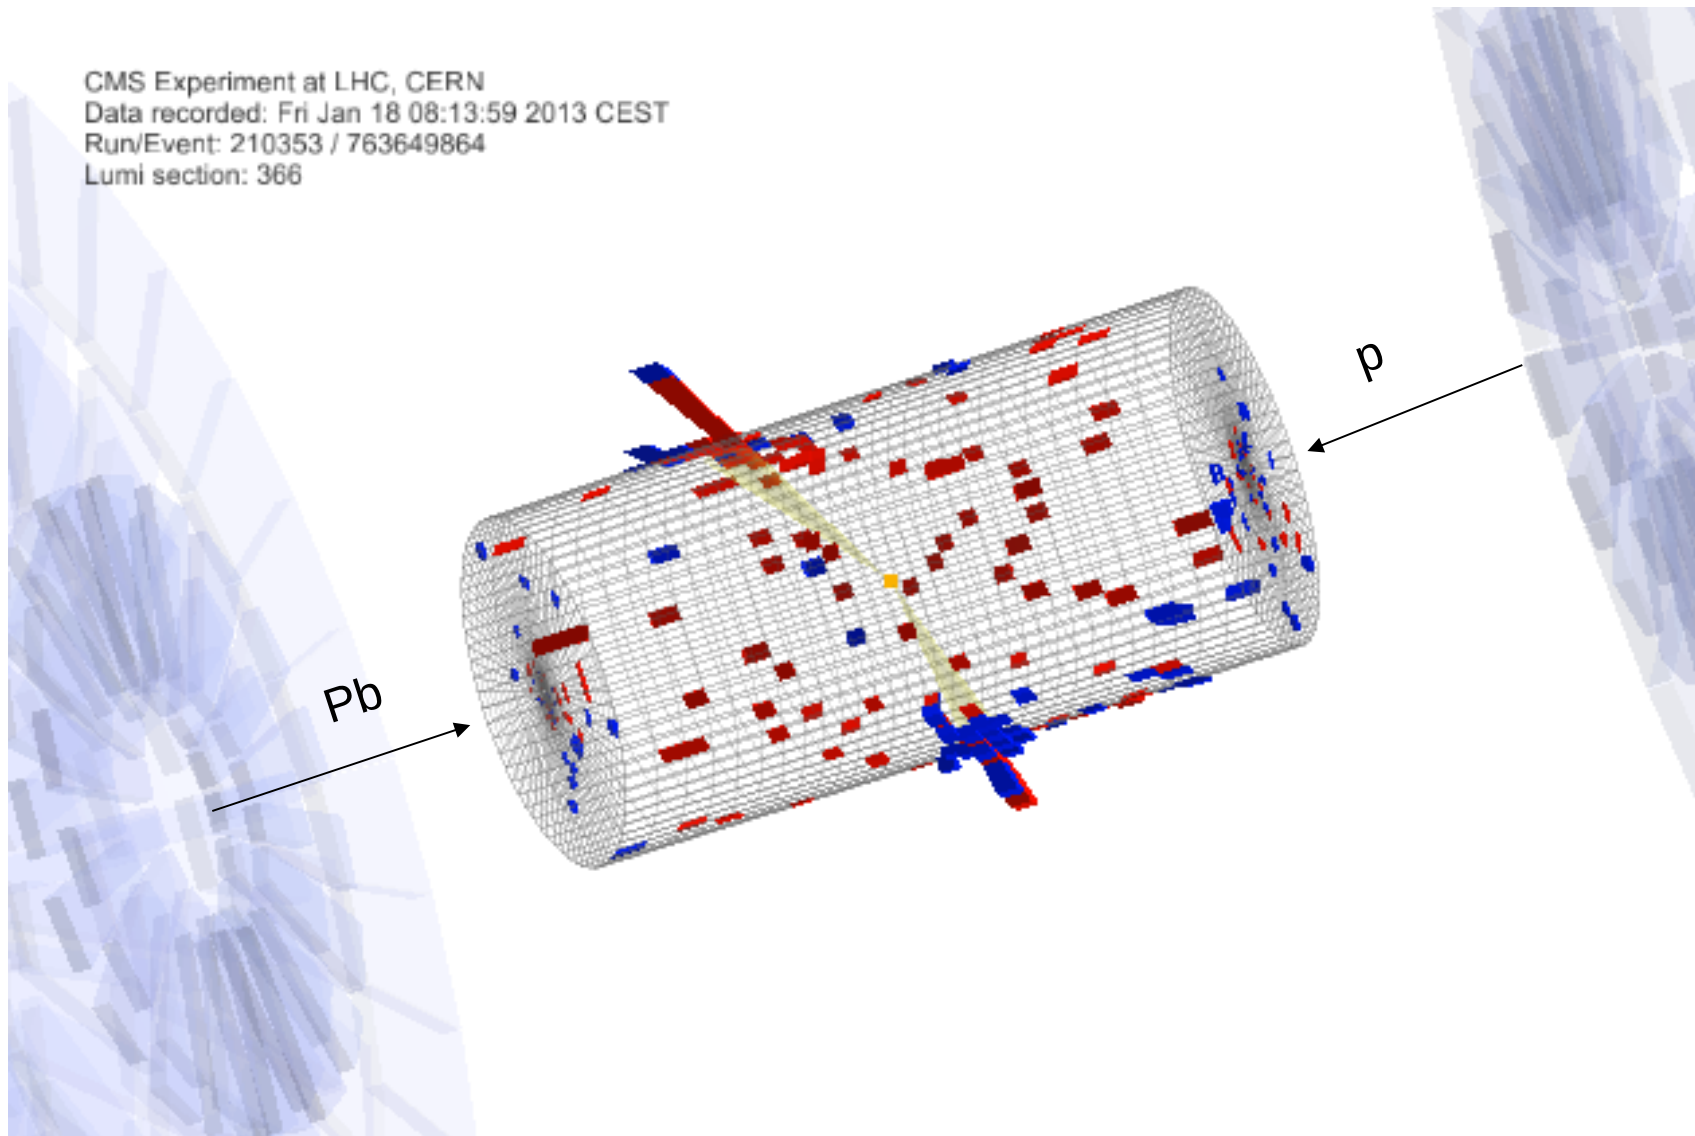 CMS Experiment at LHC, CERN
Data recorded: Fri Jan 18 08:13:59 2013 CEST
Run/Event: 210353 / 763649864
Lumi section: 366
p
Pb